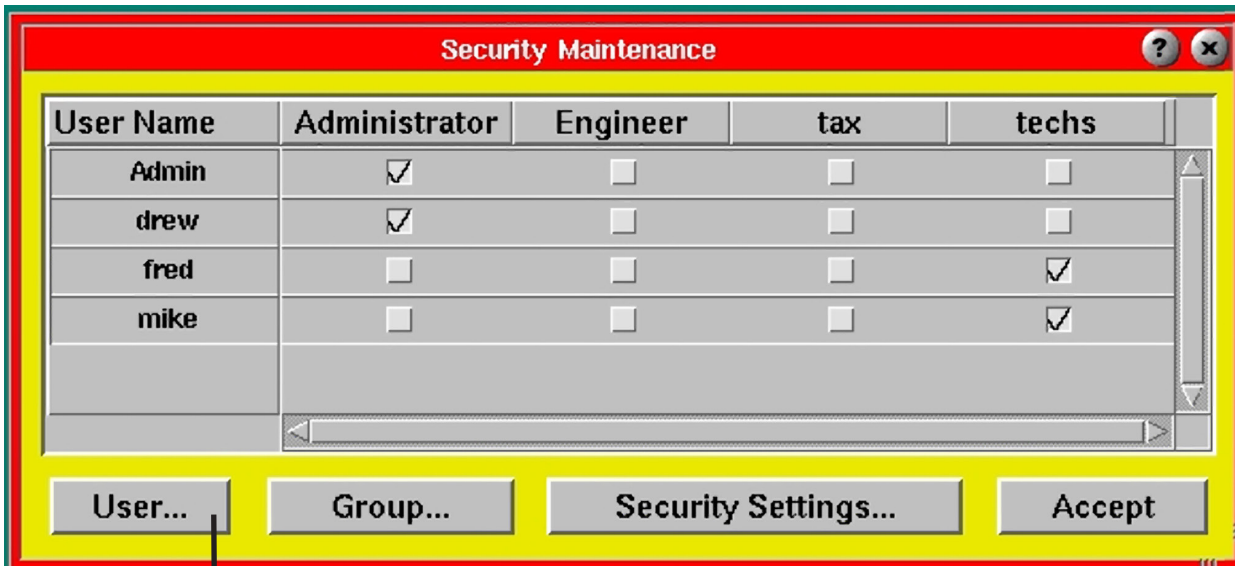 Security Maintenance ? x
User Name Administrator Engineer tax techs
Admin
drew
fred
mike
User... Group... Security Settings... Accept